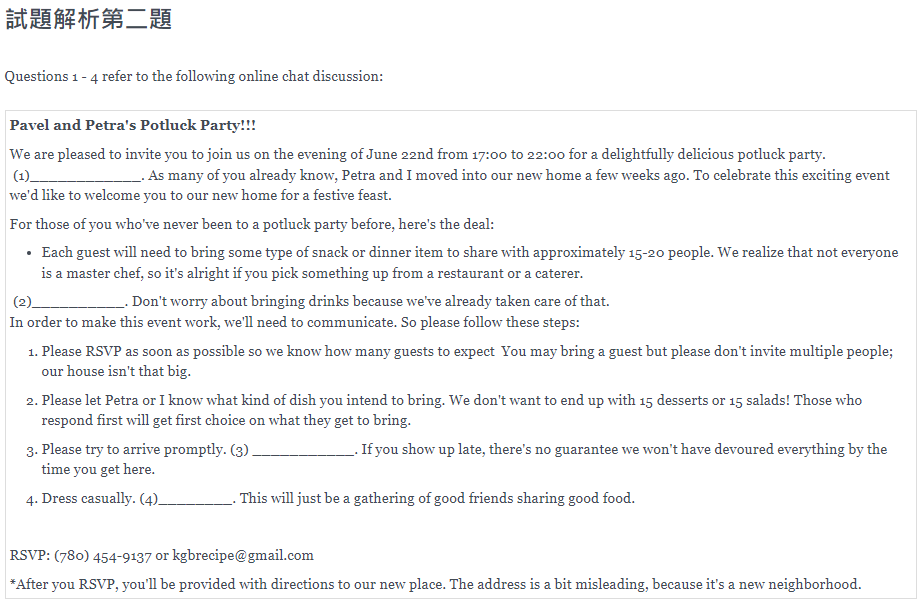 試題解析第二題
Questions 1 - 4 refer to the following online chat discussion:
Pavel and Petra's Potluck Party!!!
We are pleased to invite you to join us on the evening of June 22nd from 17:00 to 22:00 for a delightfully delicious potluck party.
(1)____________. As many of you already know, Petra and I moved into our new home a few weeks ago. To celebrate this exciting event
we'd like to welcome you to our new home for a festive feast.
For those of you who've never been to a potluck party before, here's the deal:
• Each guest will need to bring some type of snack or dinner item to share with approximately 15-20 people. We realize that not everyone
is a master chef, so it's alright if you pick something up from a restaurant or a caterer.
(2)__________. Don't worry about bringing drinks because we've already taken care of that.
In order to make this event work, we'll need to communicate. So please follow these steps:
1. Please RSVP as soon as possible so we know how many guests to expect  You may bring a guest but please don't invite multiple people;
our house isn't that big.
2. Please let Petra or I know what kind of dish you intend to bring. We don't want to end up with 15 desserts or 15 salads! Those who
respond first will get first choice on what they get to bring.
3. Please try to arrive promptly. (3) ___________. If you show up late, there's no guarantee we won't have devoured everything by the
time you get here.
4. Dress casually. (4)________. This will just be a gathering of good friends sharing good food.
RSVP: (780) 454-9137 or kgbrecipe@gmail.com
*After you RSVP, you'll be provided with directions to our new place. The address is a bit misleading, because it's a new neighborhood.